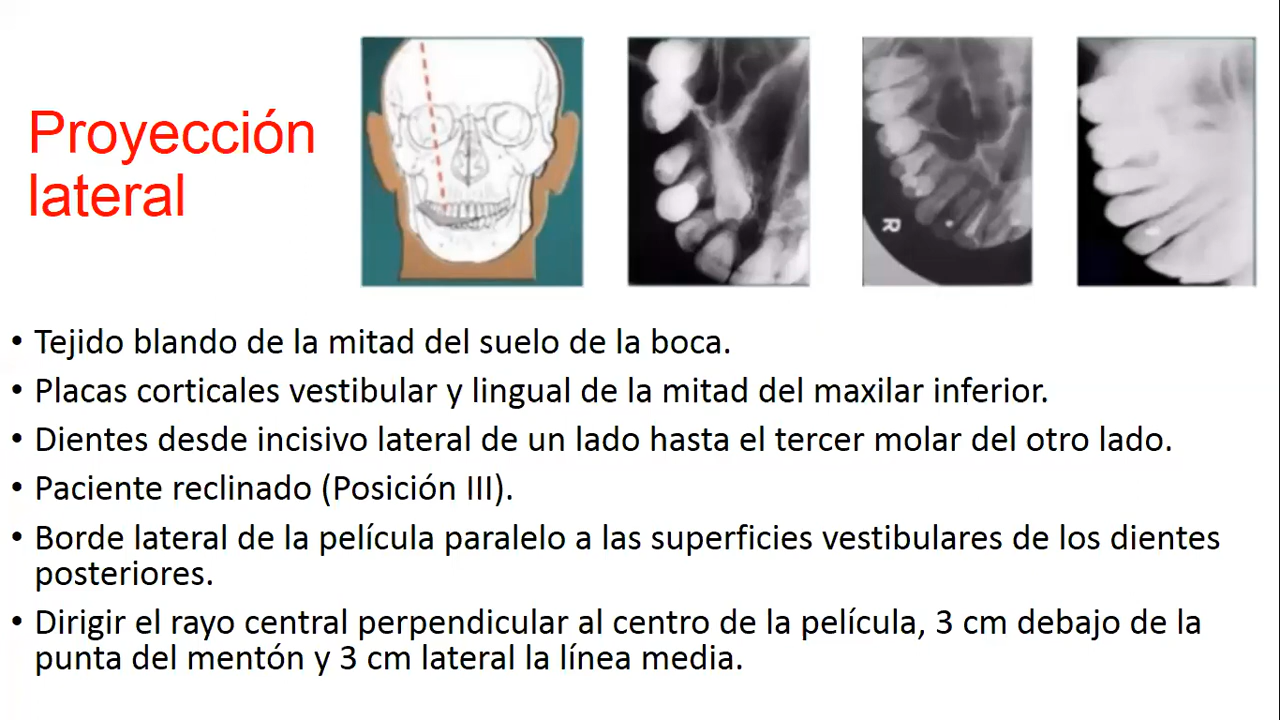 Proyección
lateral
R
• Tejido blando de la mitad del suelo de la boca.
• Placas corticales vestibular y lingual de la mitad del maxilar inferior.
• Dientes desde incisivo lateral de un lado hasta el tercer molar del otro lado.
• Paciente reclinado (Posición III).
• Borde lateral de la película paralelo a las superficies vestibulares de los dientes
posteriores.
• Dirigir el rayo central perpendicular al centro de la película, 3 cm debajo de la
punta del mentón y 3 cm lateral la línea media.